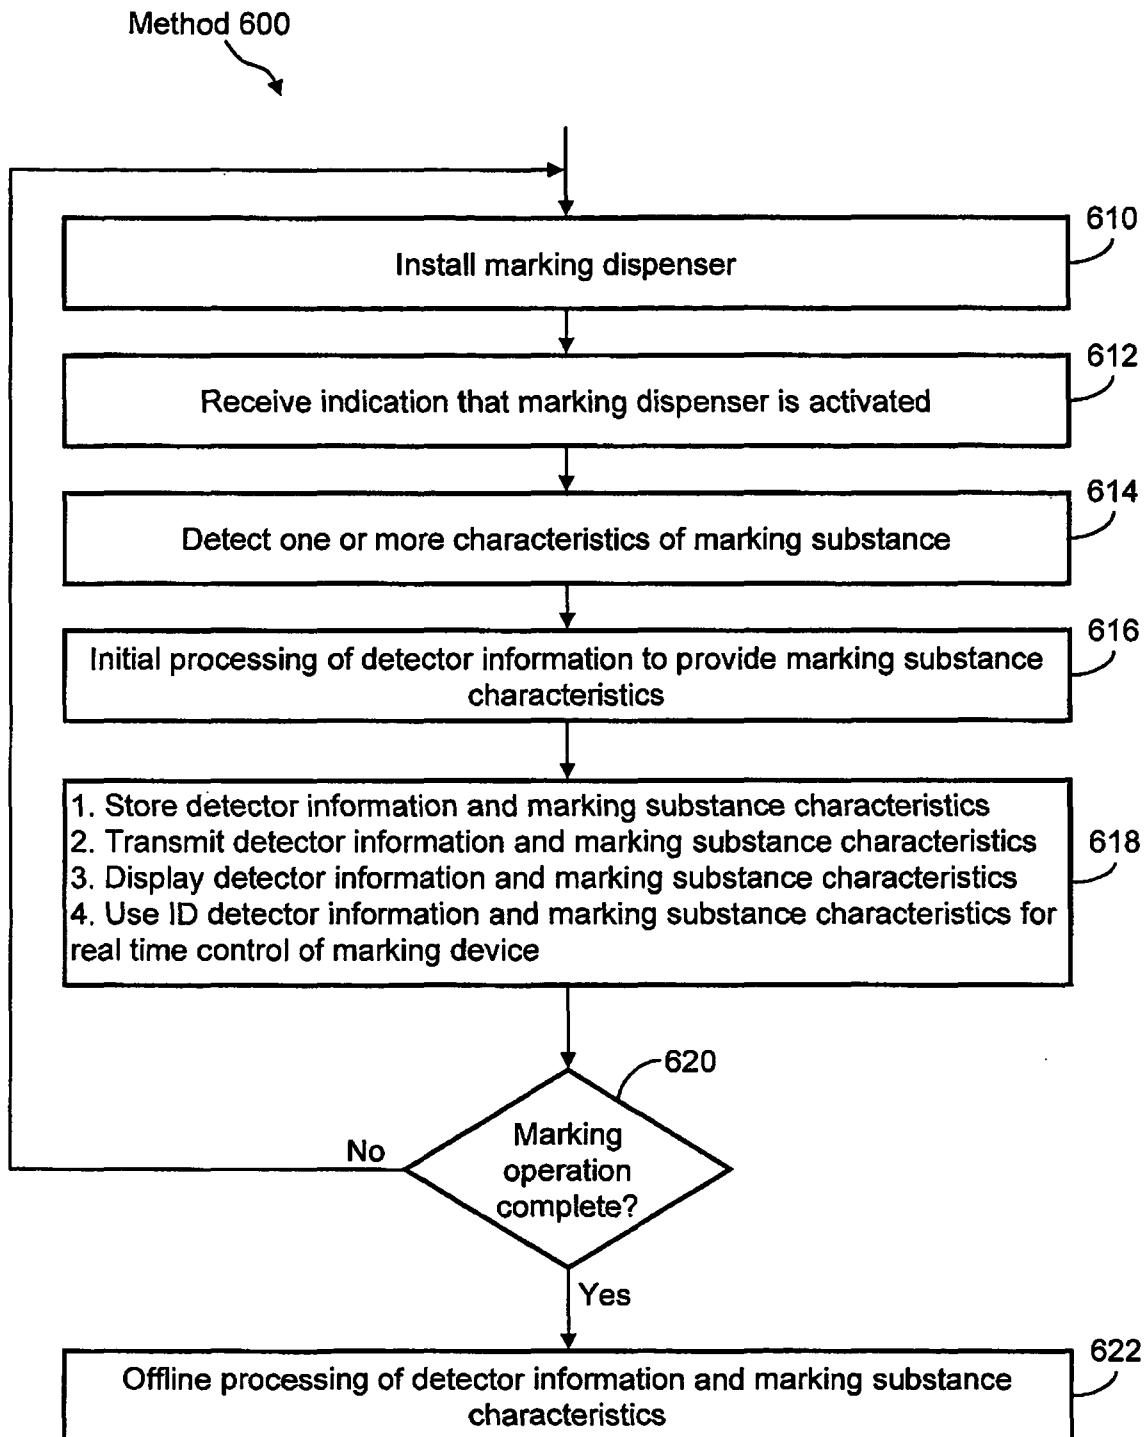 Method 600
610
Install marking dispenser
612
Receive indication that marking dispenser is activated
614
Detect one or more characteristics of marking substance
616
Initial processing of detector information to provide marking substance
characteristics
1. Store detector information and marking substance characteristics
2. Transmit detector information and marking substance characteristics
3. Display detector information and marking substance characteristics
4. Use ID detector information and marking substance characteristics for
real time control of marking device
618
620
No
Marking
operation
complete?
Yes
622
Offline processing of detector information and marking substance
characteristics